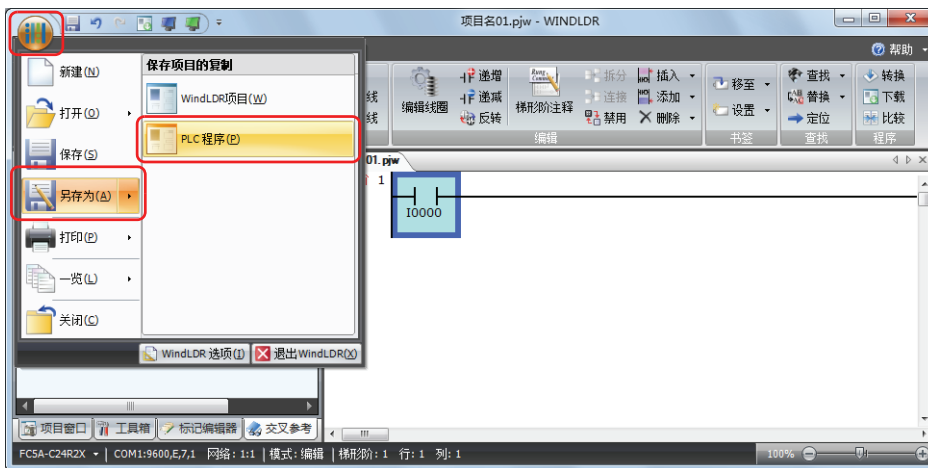 项目名01.pjw - WINDLDR
帮助
新建(N)
打开(O)
保存(S)
另存为(A)
打印(P)
一览(L)
关闭(C)
保存项目的复制
WindLDR项目(W)
PLC 程序(P)
WindLDR 选项(I) 退出WindLDR(X)
线
线
编辑线圈
递增
递减
反转
梯形阶注释
Rung Comment
拆分
连接
禁用
插入
添加
删除
编辑
移至
设置
书签
查找
替换
定位
查找
转换
下载
比较
程序
01.pjw
1
I0000
项目窗口 工具箱 标记编辑器 交叉参考
FC5A-C24R2X COM1:9600,E,7,1 网络: 1:1 模式: 编辑 梯形阶: 1 行: 1 列: 1 100%